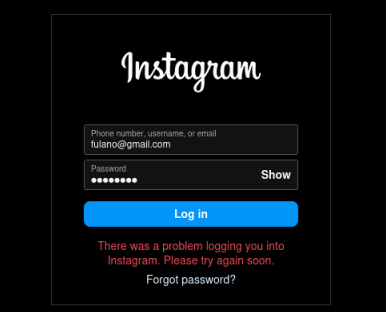 Instagram
Phone number, username, or email
fulano@gmail.com
Password
●●●●●●●●
Show
Log in
There was a problem logging you into
Instagram. Please try again soon.
Forgot password?